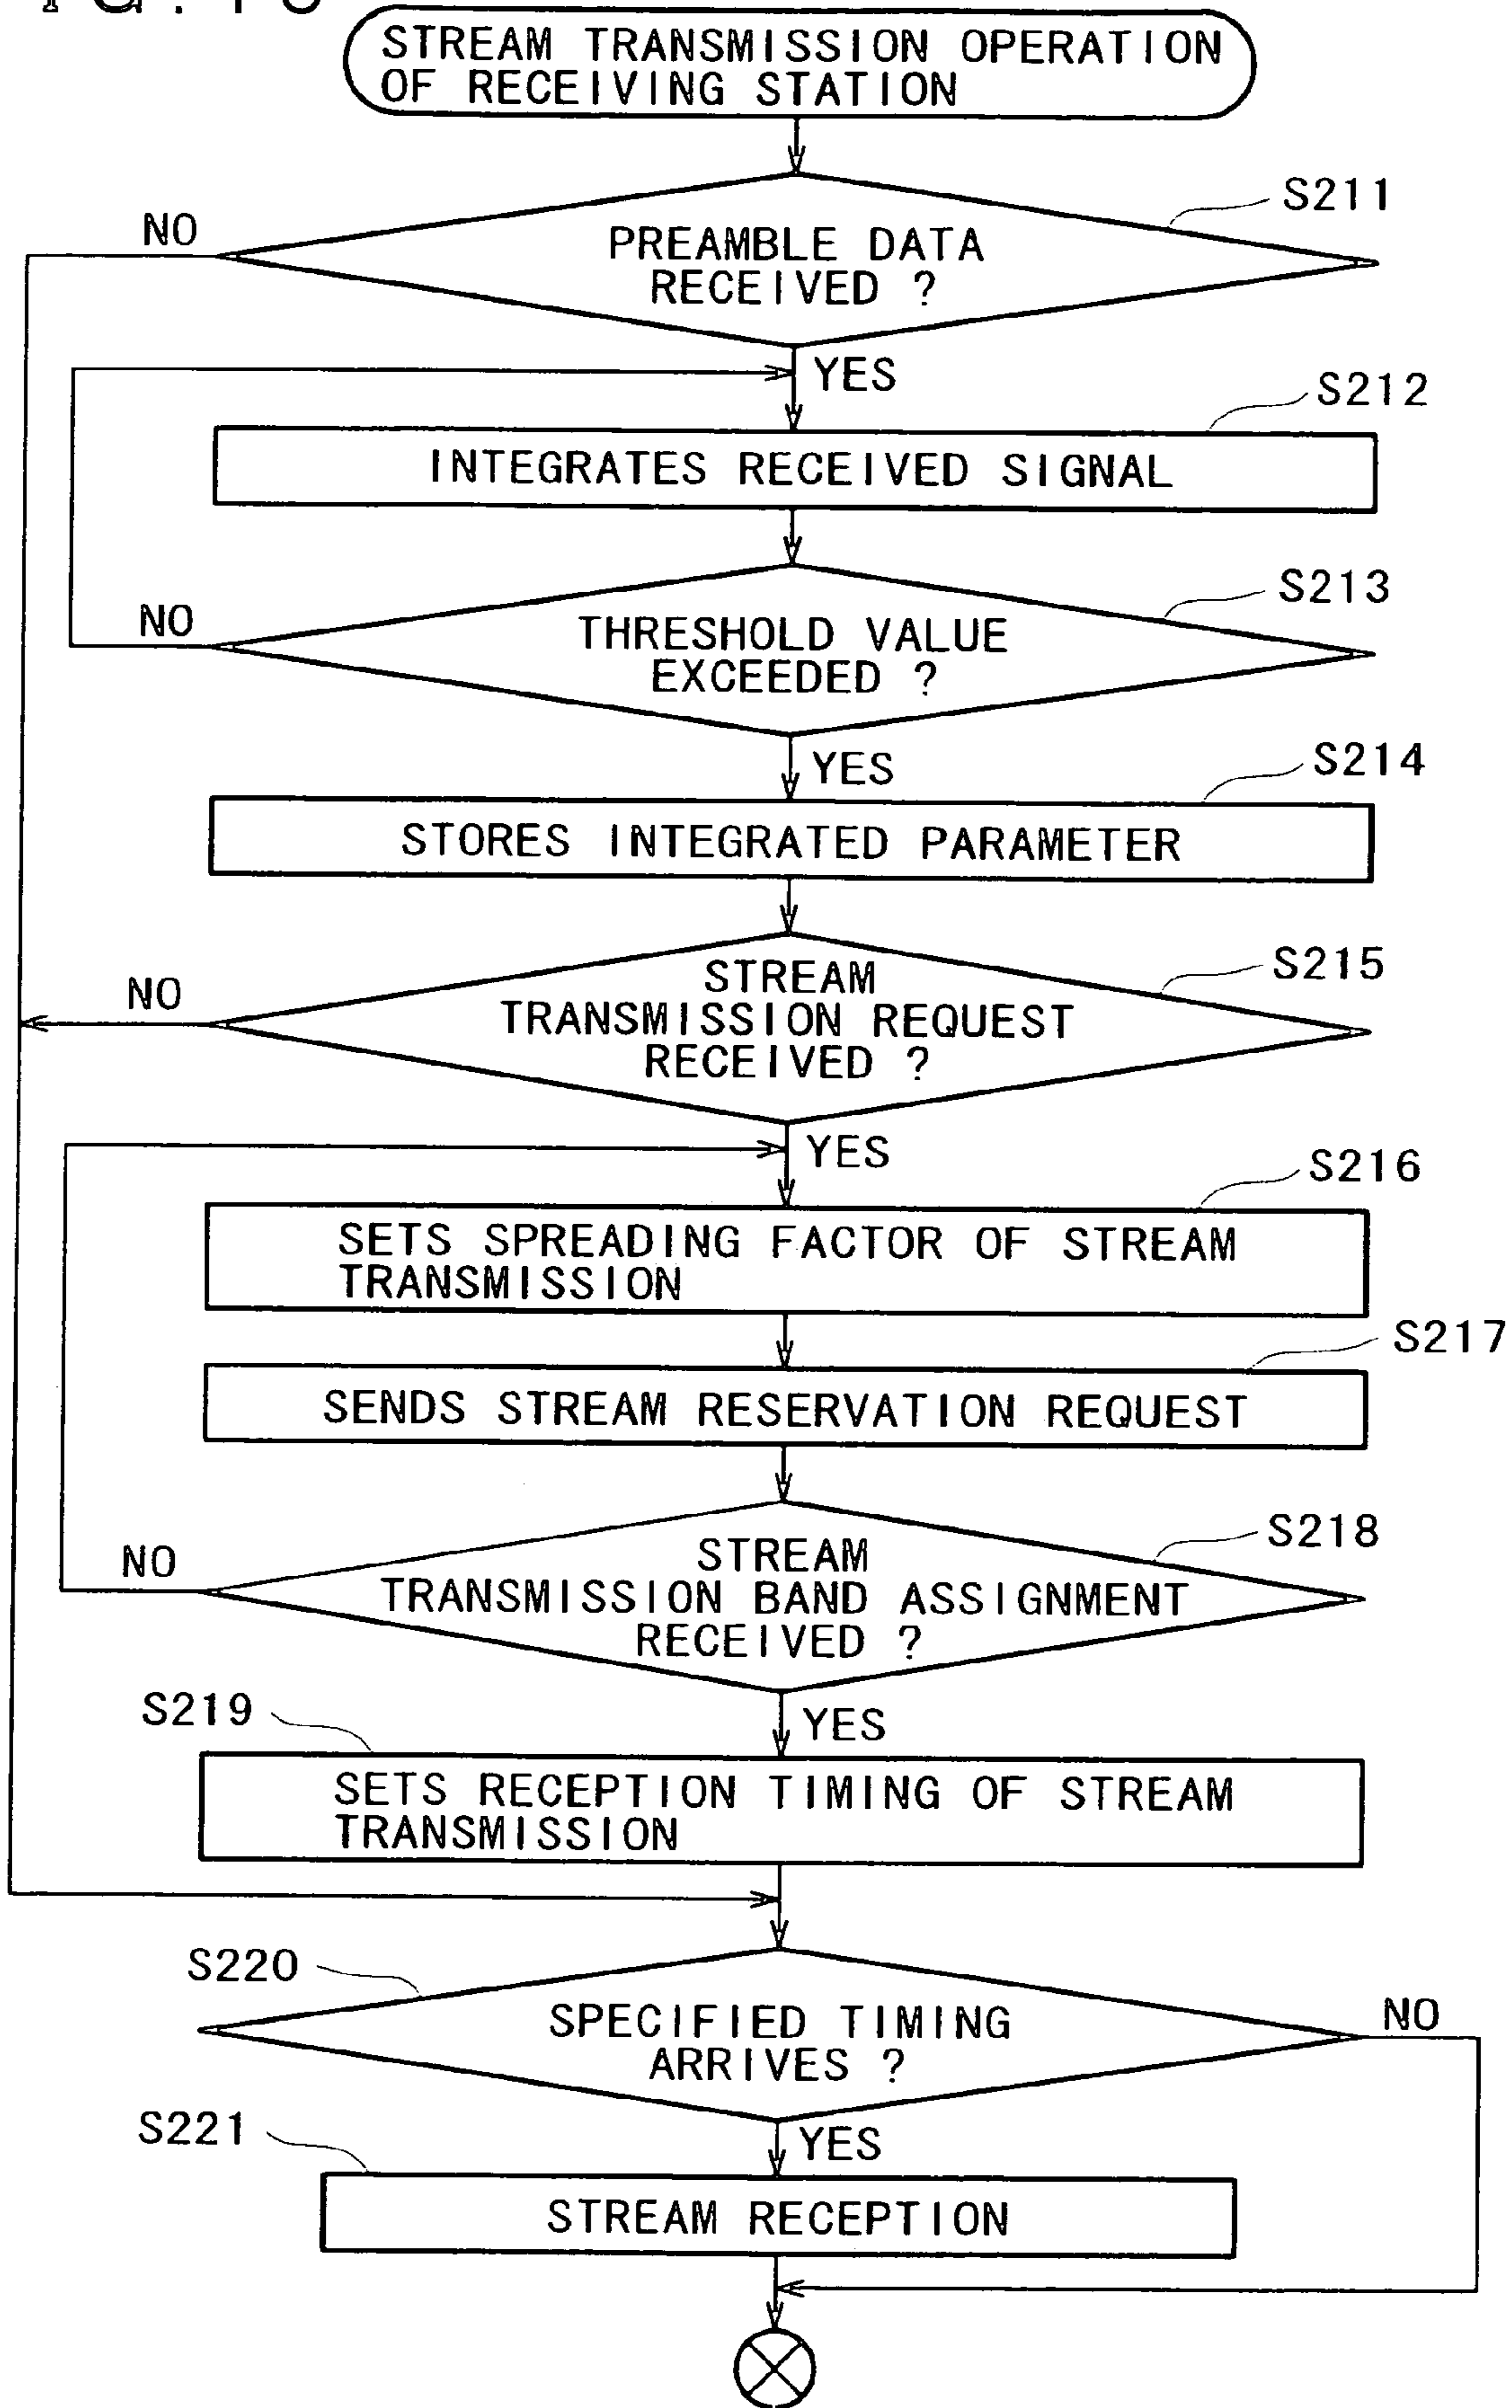 STREAM TRANSMISSION OPERATION
OF RECEIVING STATION
S211
NO
PREAMBLE DATA
RECEIVED ?
YES
S212
INTEGRATES RECEIVED SIGNAL
S213
NO
THRESHOLD VALUE
EXCEEDED ?
YES
S214
STORES INTEGRATED PARAMETER
S215
NO
STREAM
TRANSMISSION REQUEST
RECEIVED ?
YES
S216
SETS SPREADING FACTOR OF STREAM
TRANSMISSION
S217
SENDS STREAM RESERVATION REQUEST
S218
NO
STREAM
TRANSMISSION BAND ASSIGNMENT
RECEIVED ?
S219
YES
SETS RECEPTION TIMING OF STREAM
TRANSMISSION
S220
NO
SPECIFIED TIMING
ARRIVES ?
S221
YES
STREAM RECEPTION